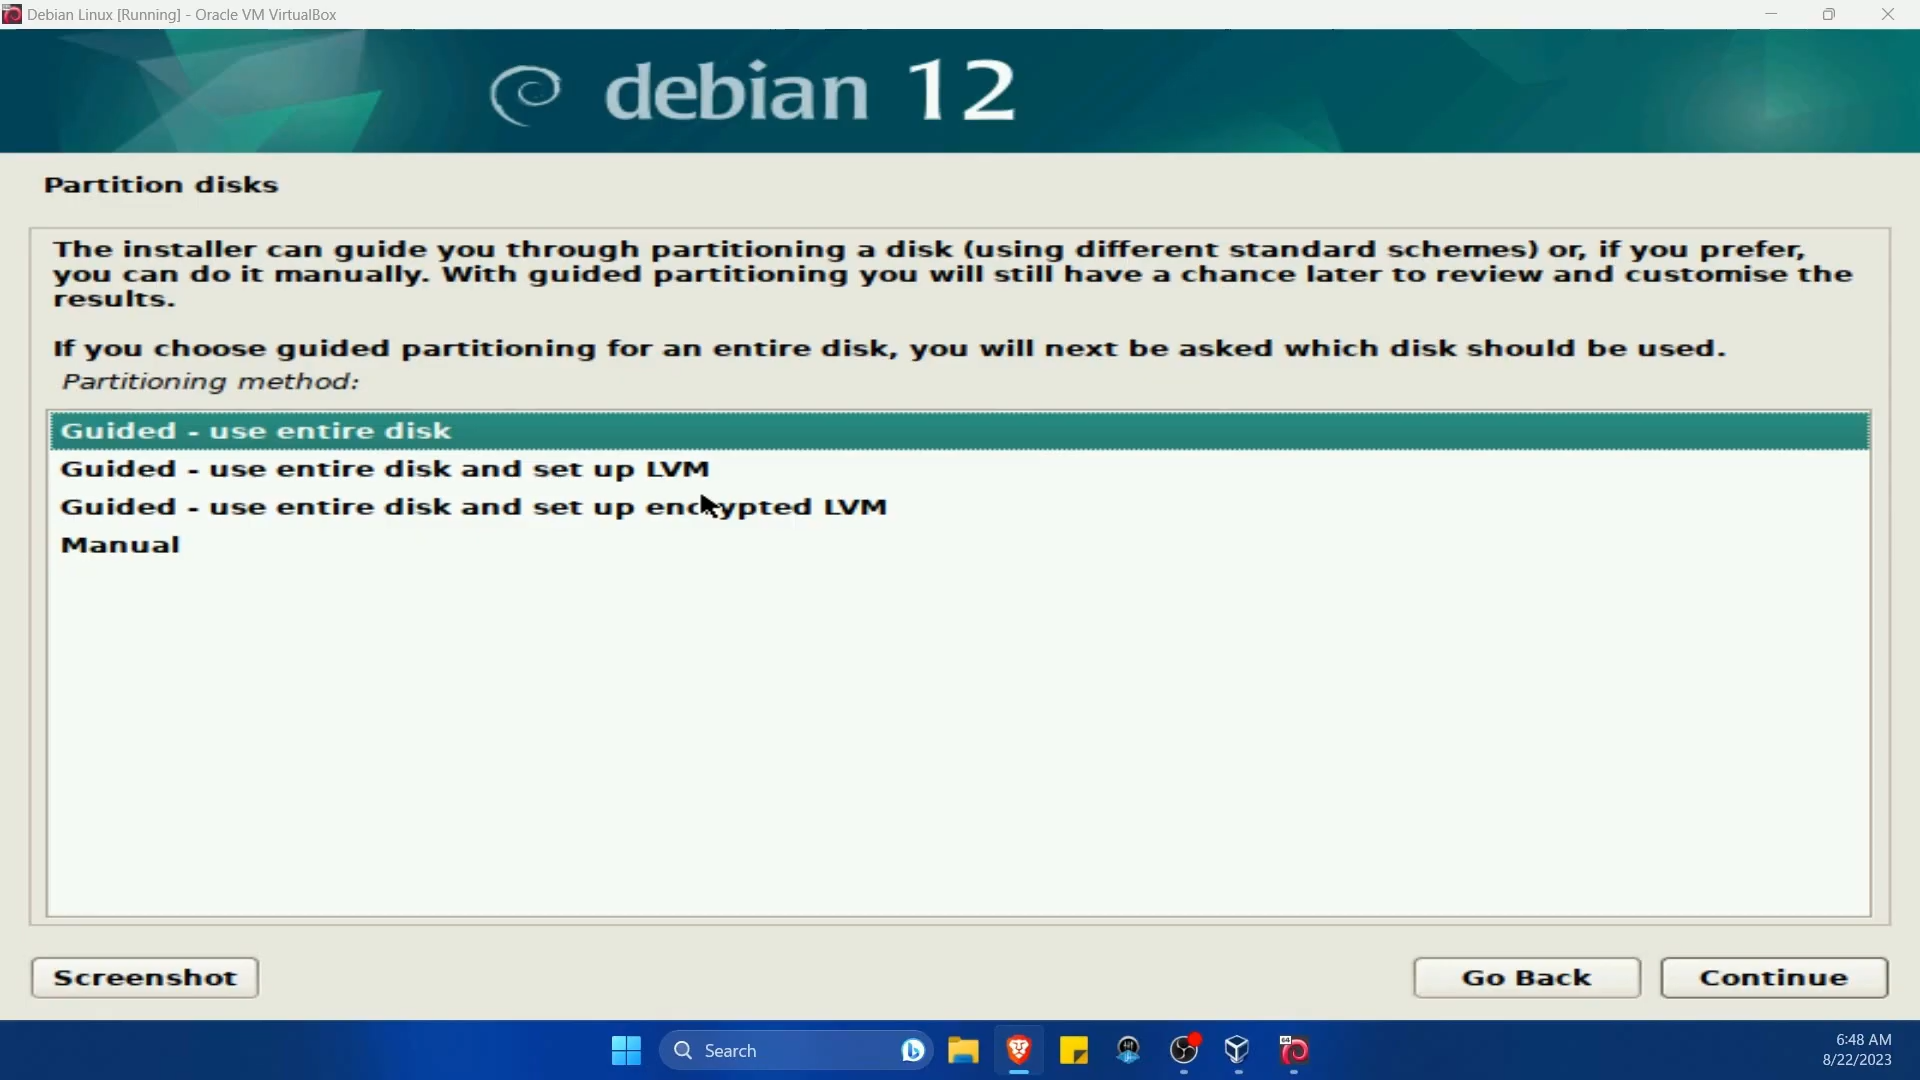 Debian Linux [Running] - Oracle VM VirtualBox
debian 12
Partition disks
The installer can guide you through partitioning a disk (using different standard schemes) or, if you prefer,
you can do it manually. With guided partitioning you will still have a chance later to review and customise the
results.
If you choose guided partitioning for an entire disk, you will next be asked which disk should be used.
Partitioning method:
Guided - use entire disk
Guided - use entire disk and set up LVM
Guided - use entire disk and set up encrypted LVM
Manual
Screenshot
Go Back
Continue
Search
64
6:48 AM
8/22/2023